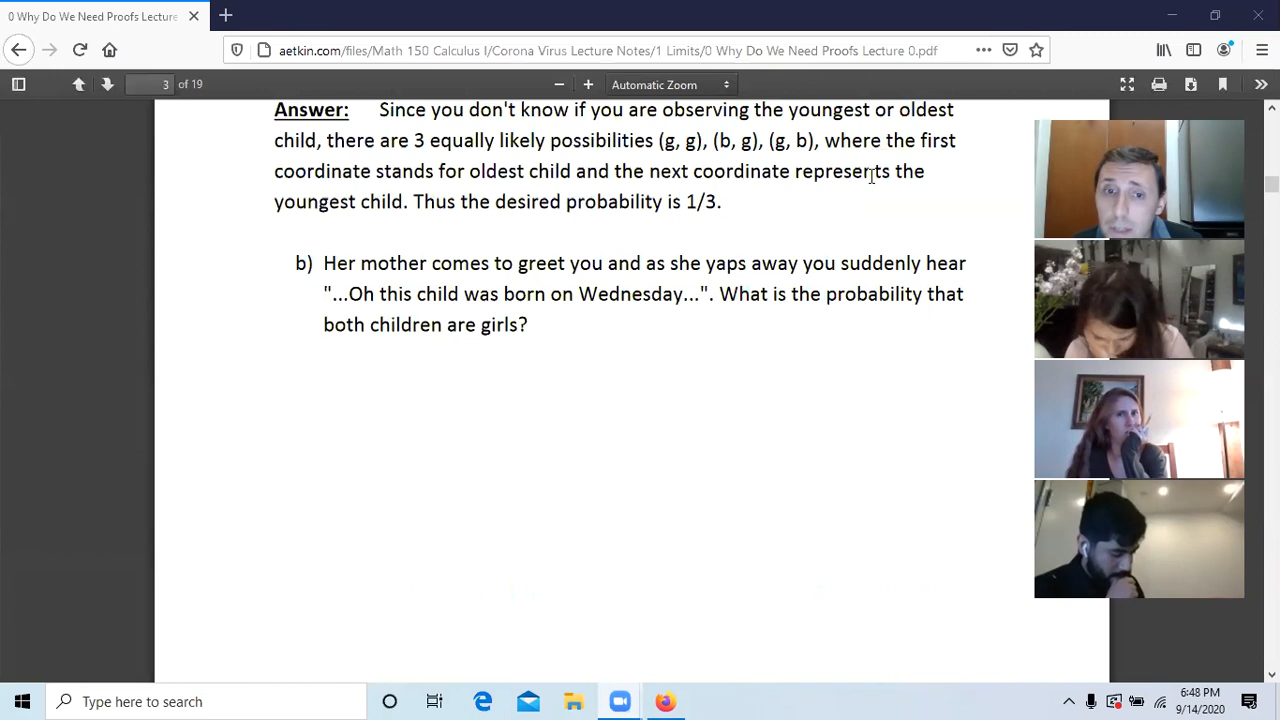 0 Why Do We Need Proofs Lecture
aetkin.com/files/Math 150 Calculus I/Corona Virus Lecture Notes/1 Limits/0 Why Do We Need Proofs Lecture 0.pdf
3 of 19
Automatic Zoom
Answer: Since you don't know if you are observing the youngest or oldest
child, there are 3 equally likely possibilities (g, g), (b, g), (g, b), where the first
coordinate stands for oldest child and the next coordinate represents the
youngest child. Thus the desired probability is 1/3.
b) Her mother comes to greet you and as she yaps away you suddenly hear
"...Oh this child was born on Wednesday...". What is the probability that
both children are girls?
Type here to search
6:48 PM
9/14/2020